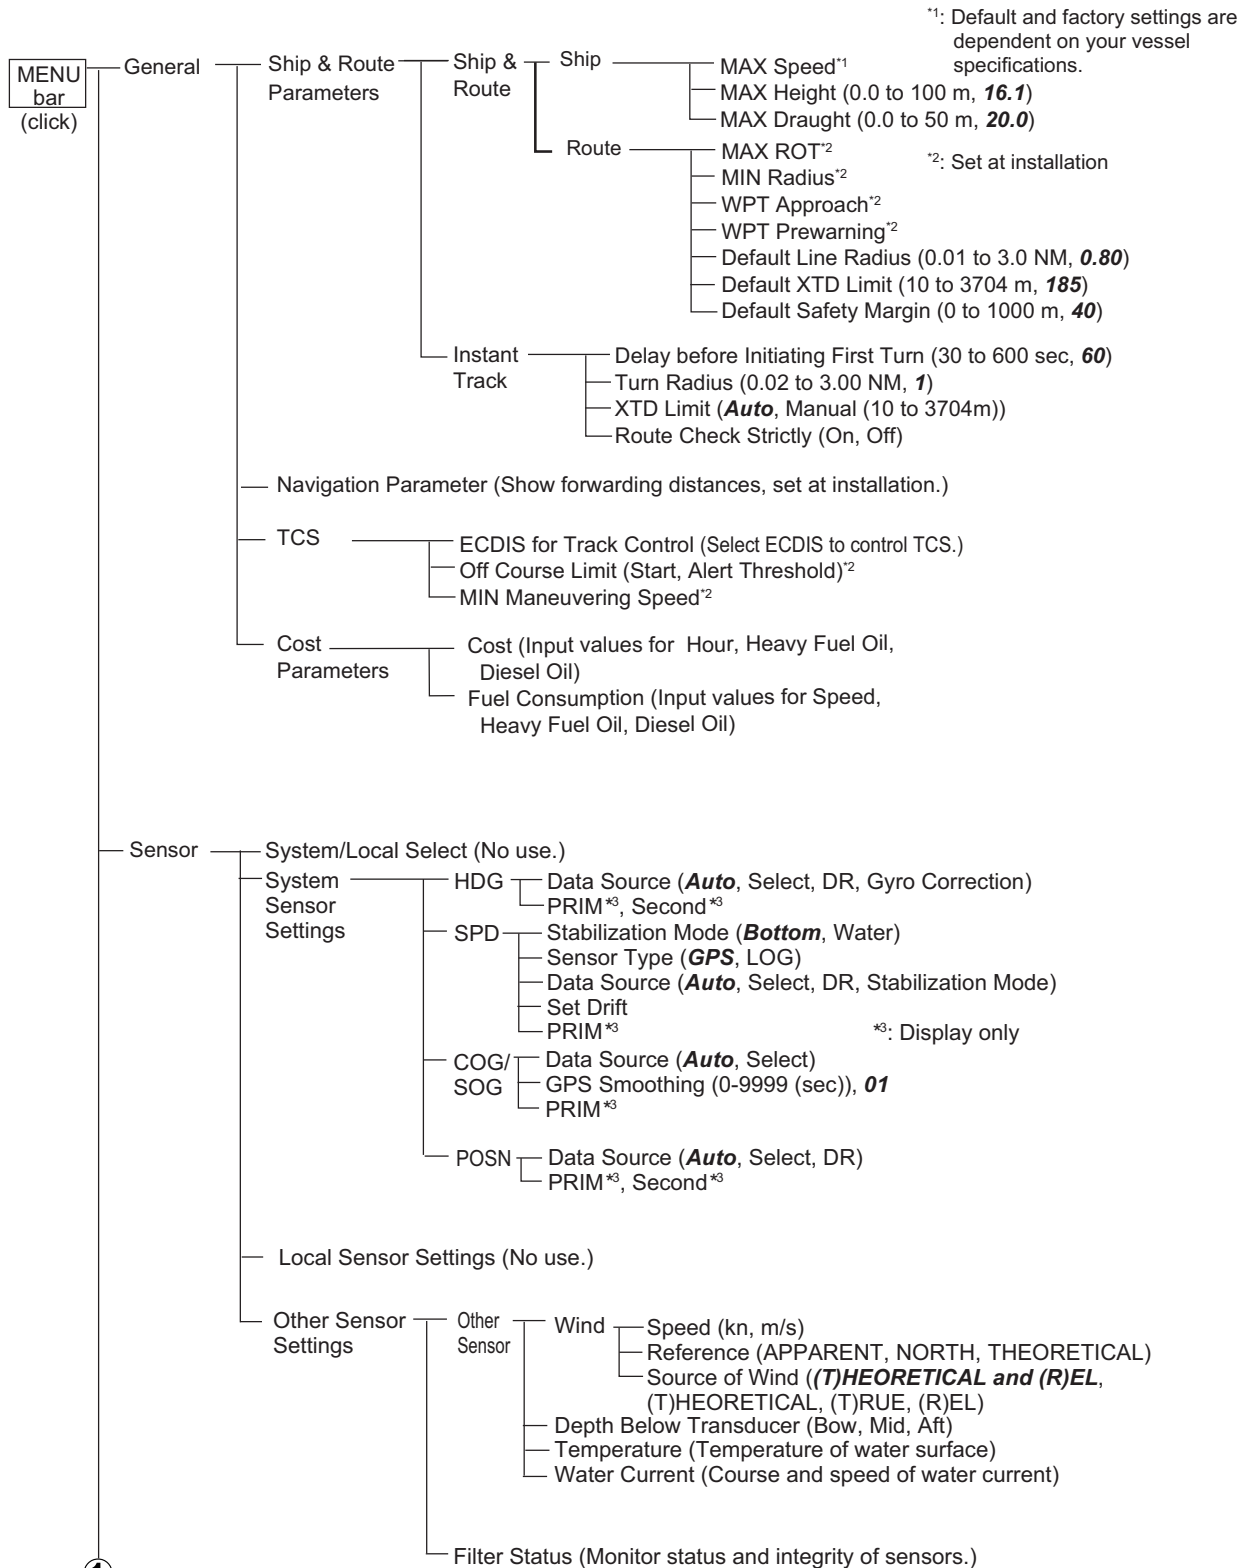 *1: Default and factory settings are
dependent on your vessel
specifications.
MENU
bar
(click)
General
Ship & Route
Parameters
Ship &
Route
Ship
MAX Speed*1
MAX Height (0.0 to 100 m, 16.1)
MAX Draught (0.0 to 50 m, 20.0)
Route
MAX ROT*2
*2: Set at installation
MIN Radius*2
WPT Approach*2
WPT Prewarning*2
Default Line Radius (0.01 to 3.0 NM, 0.80)
Default XTD Limit (10 to 3704 m, 185)
Default Safety Margin (0 to 1000 m, 40)
Instant
Track
Delay before Initiating First Turn (30 to 600 sec, 60)
Turn Radius (0.02 to 3.00 NM, 1)
XTD Limit (Auto, Manual (10 to 3704m))
Route Check Strictly (On, Off)
Navigation Parameter (Show forwarding distances, set at installation.)
TCS
ECDIS for Track Control (Select ECDIS to control TCS.)
Off Course Limit (Start, Alert Threshold)*2
MIN Maneuvering Speed*2
Cost
Parameters
Cost (Input values for Hour, Heavy Fuel Oil,
Diesel Oil)
Fuel Consumption (Input values for Speed,
Heavy Fuel Oil, Diesel Oil)
Sensor
System/Local Select (No use.)
System
Sensor
Settings
HDG
Data Source (Auto, Select, DR, Gyro Correction)
PRIM*3, Second*3
SPD
Stabilization Mode (Bottom, Water)
Sensor Type (GPS, LOG)
Data Source (Auto, Select, DR, Stabilization Mode)
Set Drift
PRIM*3
*3: Display only
COG/
SOG
Data Source (Auto, Select)
GPS Smoothing (0-9999 (sec)), 01
PRIM*3
POSN
Data Source (Auto, Select, DR)
PRIM*3, Second*3
Local Sensor Settings (No use.)
Other Sensor
Settings
Other
Sensor
Wind
Speed (kn, m/s)
Reference (APPARENT, NORTH, THEORETICAL)
Source of Wind ((T)HEORETICAL and (R)EL,
(T)HEORETICAL, (T)RUE, (R)EL)
Depth Below Transducer (Bow, Mid, Aft)
Temperature (Temperature of water surface)
Water Current (Course and speed of water current)
Filter Status (Monitor status and integrity of sensors.)
1